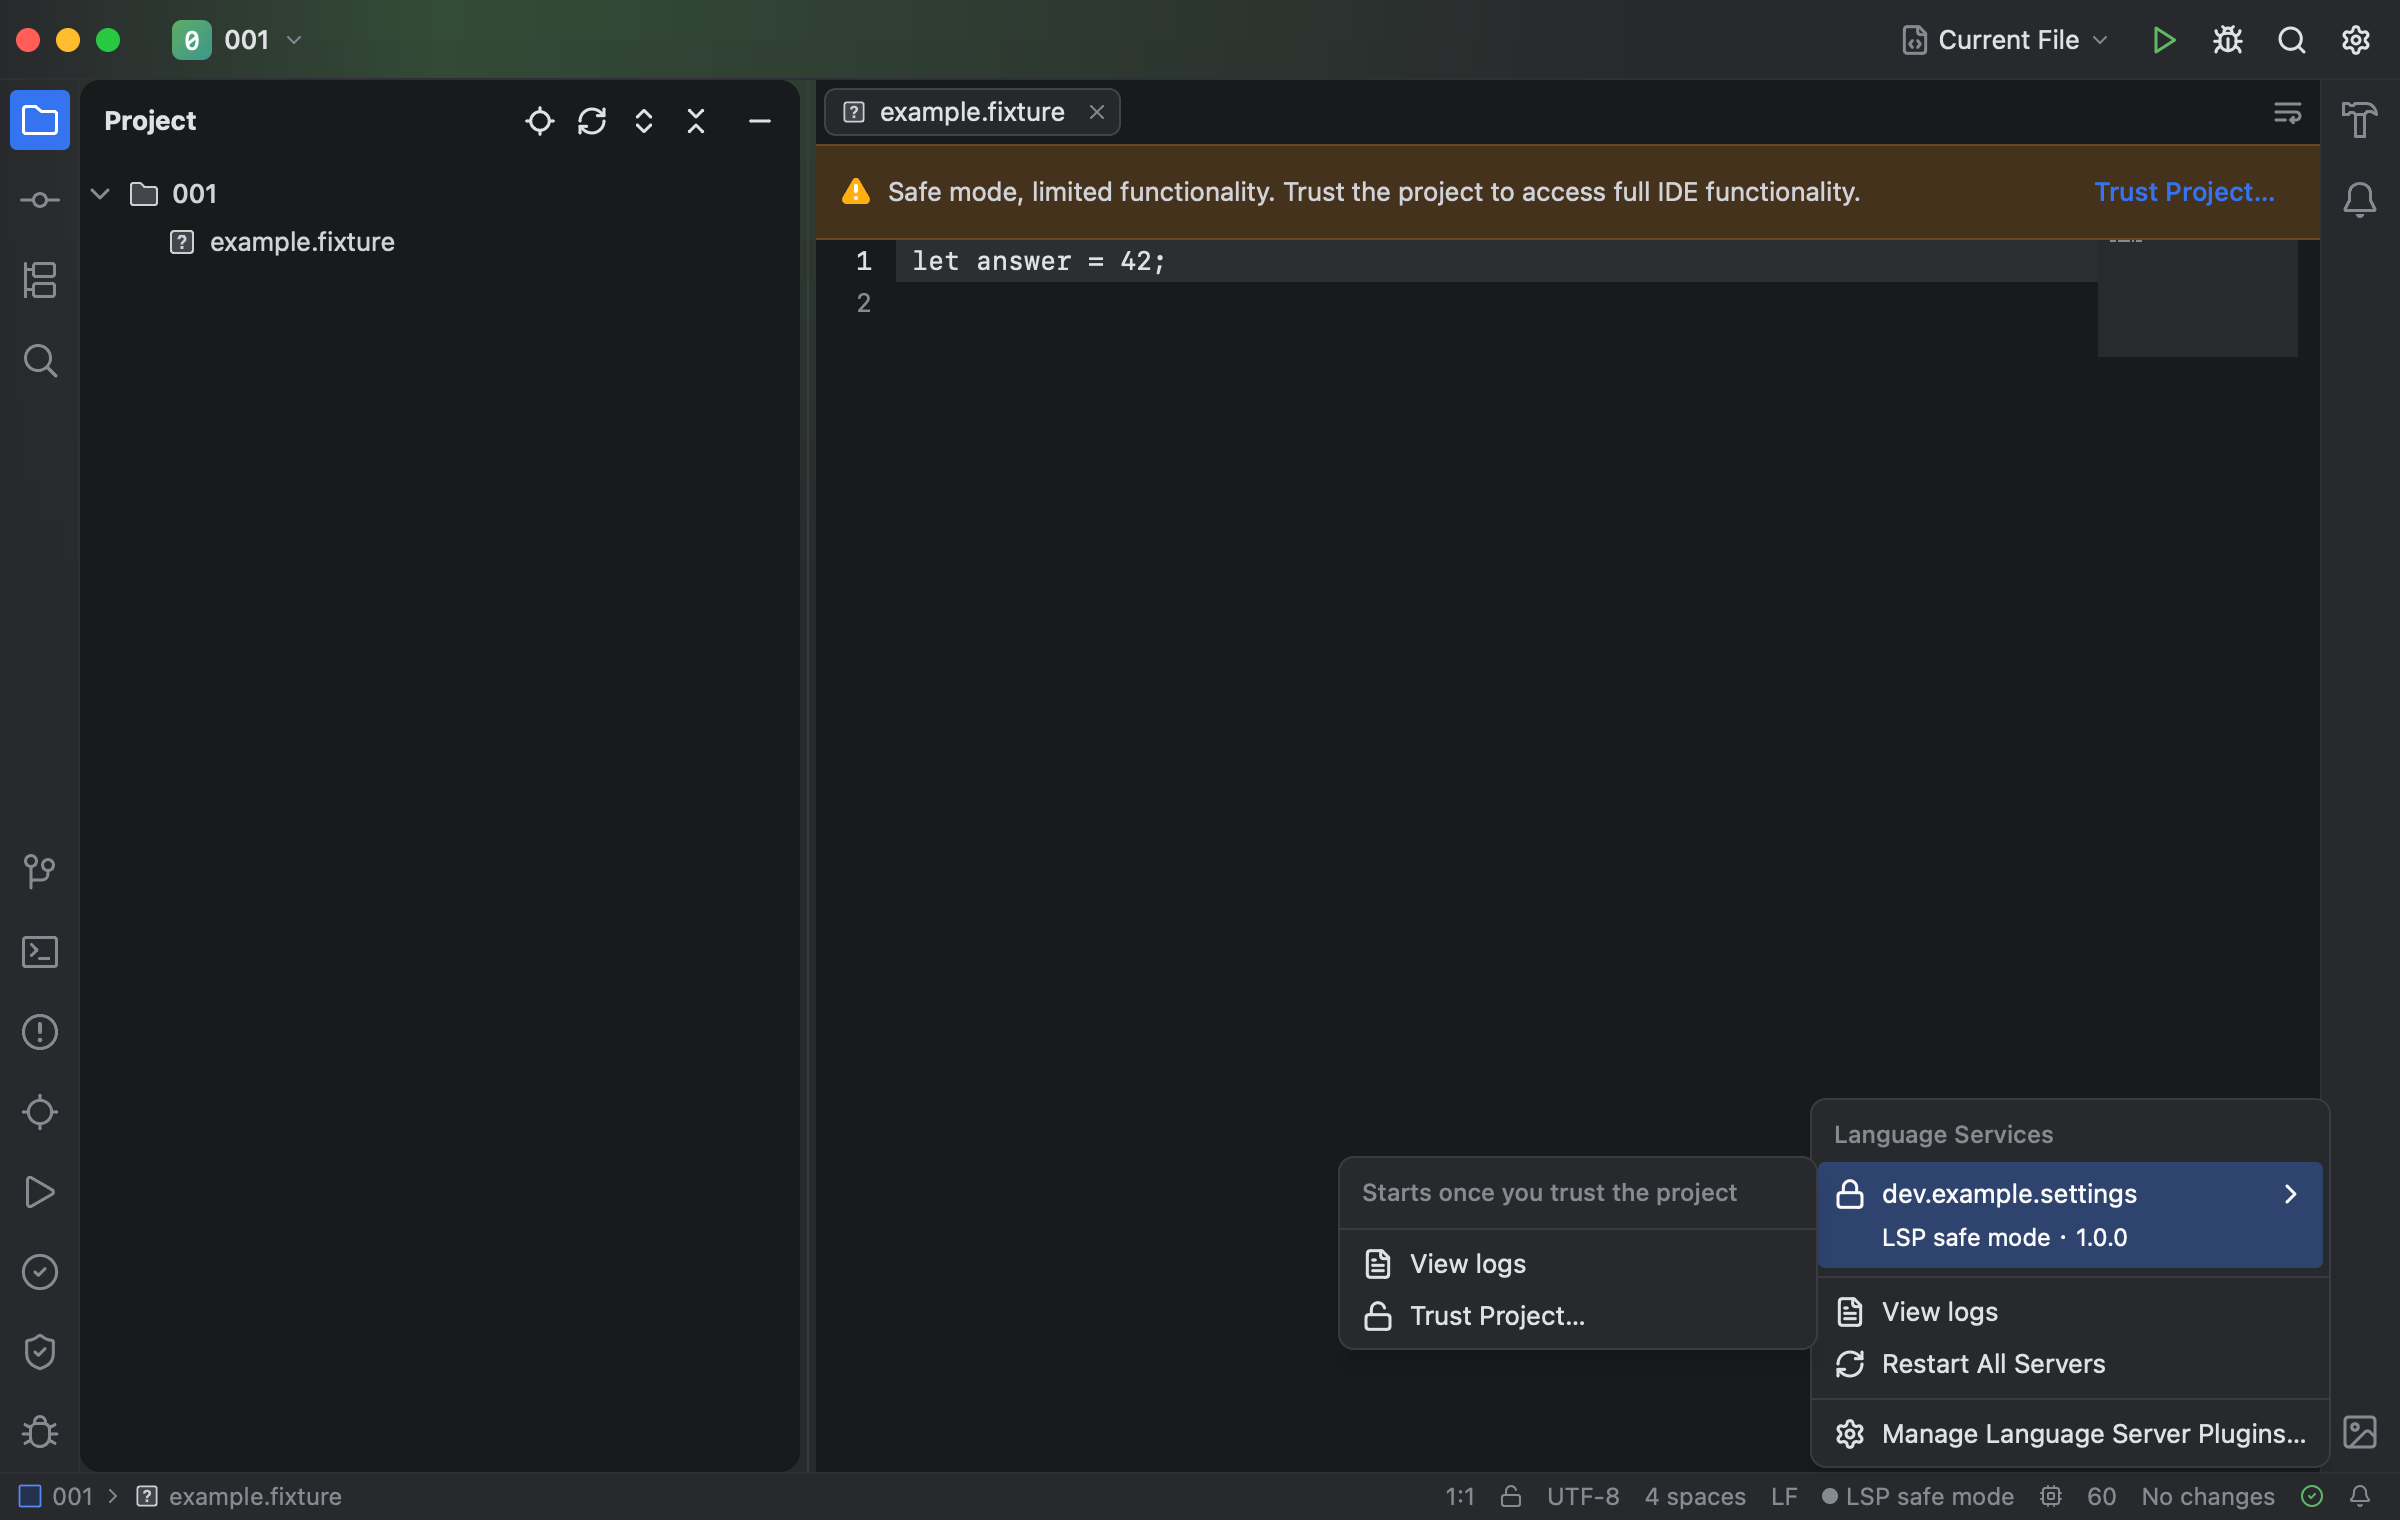 0 001
Current File
Project
example.fixture
001
example.fixture
Safe mode, limited functionality. Trust the project to access full IDE functionality.
Trust Project...
1 let answer = 42;
2
Language Services
dev.example.settings
LSP safe mode · 1.0.0
View logs
Restart All Servers
Manage Language Server Plugins...
Starts once you trust the project
View logs
Trust Project...
001 example.fixture
1:1 UTF-8 4 spaces LF LSP safe mode 60 No changes